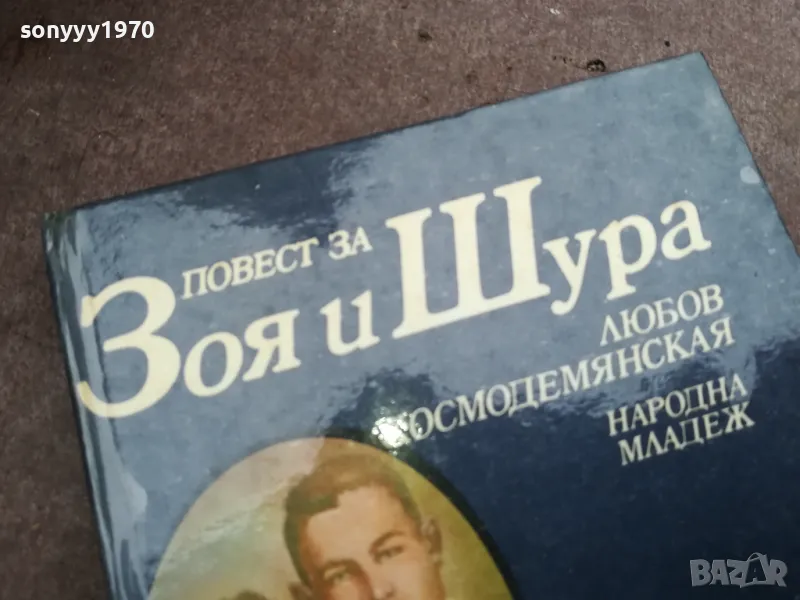 sonyyy1970
ПОВЕСТ ЗА
Зоя и Шура
ЛЮБОВ
КОСМОДЕМЯНСКАЯ
НАРОДНА
МЛАДЕЖ
BAZAR